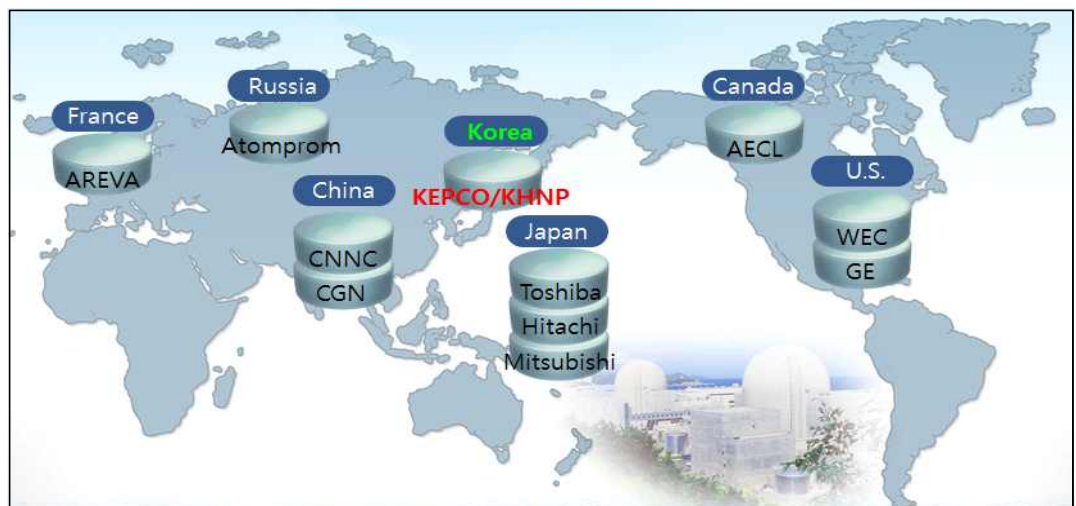 France
AREVA
Russia
Atomprom
China
CNNC
CGN
Korea
KEPCO/KHNP
Japan
Toshiba
Hitachi
Mitsubishi
Canada
AECL
U.S.
WEC
GE